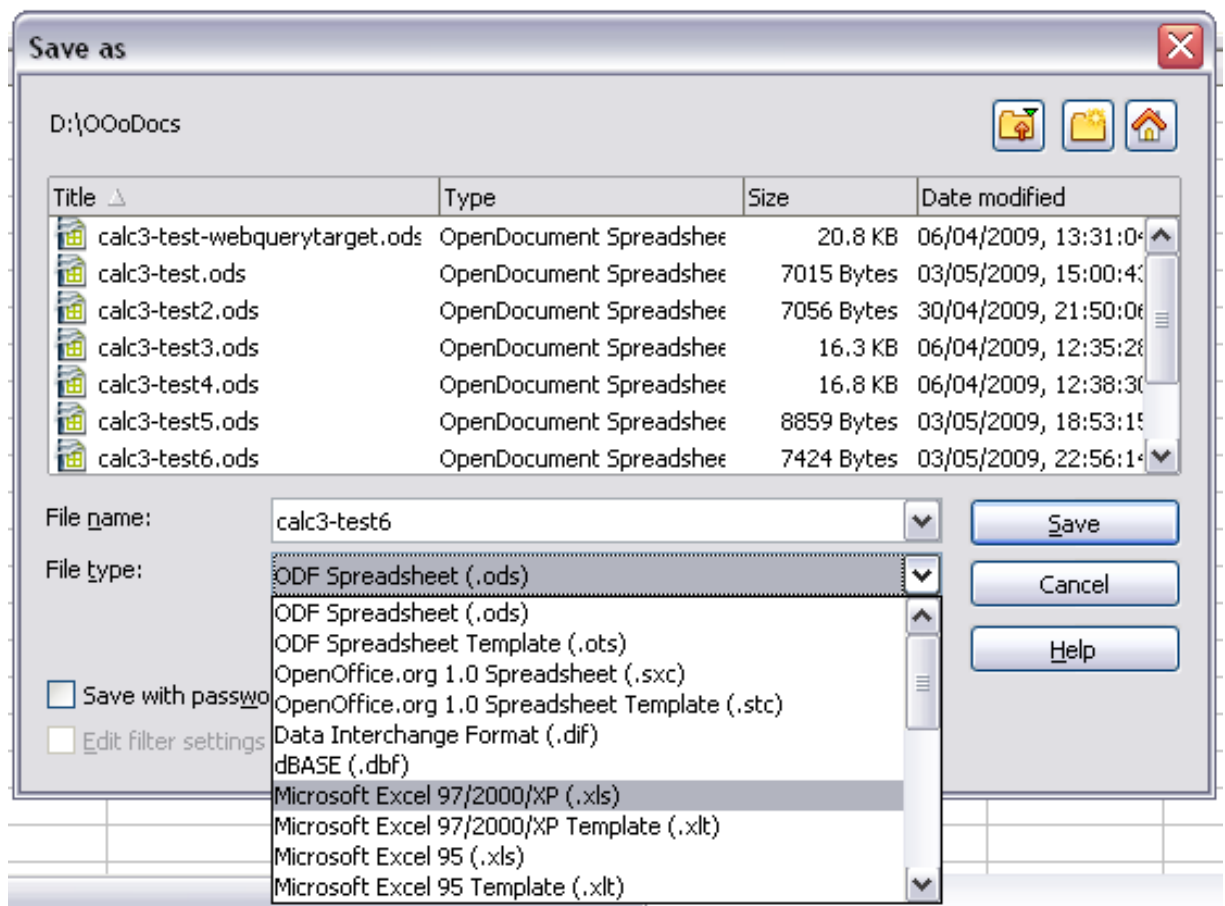 Save as
D:\OOoDocs
Title Type Size Date modified
calc3-test-webquerytarget.ods OpenDocument Spreadshee 20.8 KB 06/04/2009, 13:31:0
calc3-test.ods OpenDocument Spreadshee 7015 Bytes 03/05/2009, 15:00:4
calc3-test2.ods OpenDocument Spreadshee 7056 Bytes 30/04/2009, 21:50:0
calc3-test3.ods OpenDocument Spreadshee 16.3 KB 06/04/2009, 12:35:28
calc3-test4.ods OpenDocument Spreadshee 16.8 KB 06/04/2009, 12:38:30
calc3-test5.ods OpenDocument Spreadshee 8859 Bytes 03/05/2009, 18:53:15
calc3-test6.ods OpenDocument Spreadshee 7424 Bytes 03/05/2009, 22:56:1
File name: calc3-test6 Save
File type: ODF Spreadsheet (.ods) Cancel
ODF Spreadsheet (.ods)
ODF Spreadsheet Template (.ots)
Help
OpenOffice.org 1.0 Spreadsheet (.sxc)
Save with passwo
OpenOffice.org 1.0 Spreadsheet Template (.stc)
Edit filter settings
Data Interchange Format (.dif)
dBASE (.dbf)
Microsoft Excel 97/2000/XP (.xls)
Microsoft Excel 97/2000/XP Template (.xlt)
Microsoft Excel 95 (.xls)
Microsoft Excel 95 Template (.xlt)